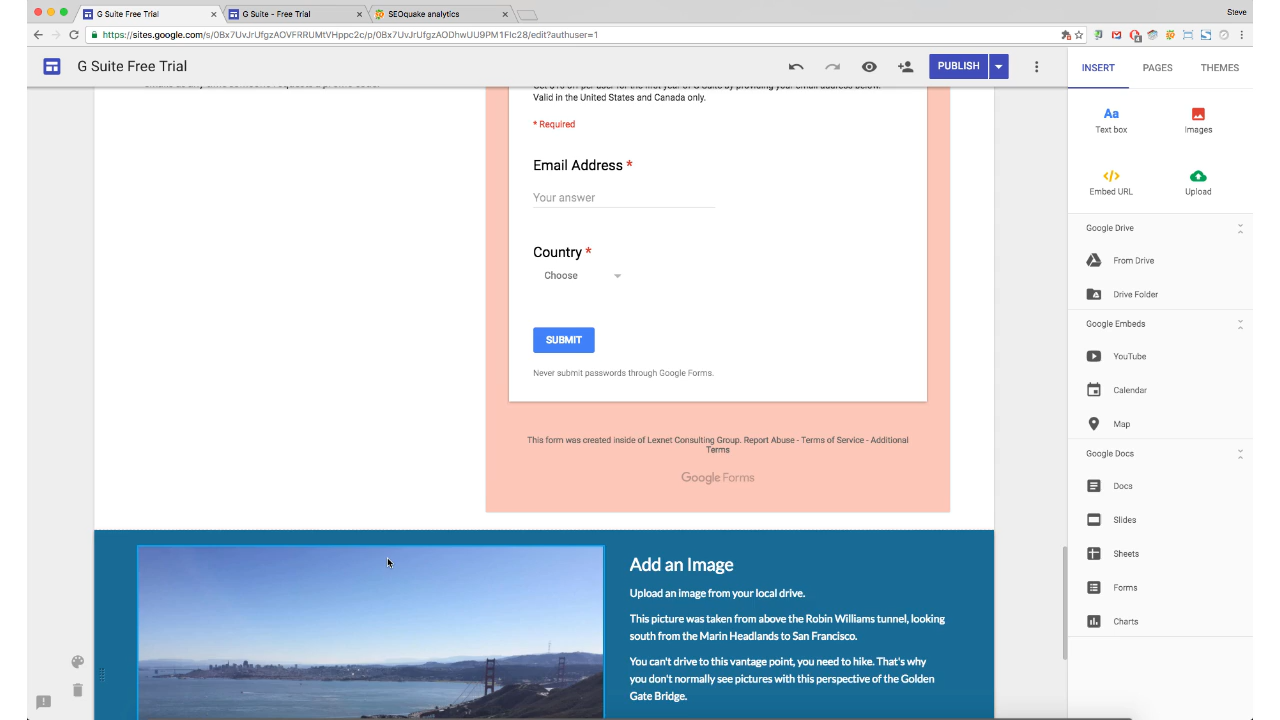 G Suite Free Trial
G Suite - Free Trial
SEOquake analytics
Steve
https://sites.google.com/s/0Bx7UvJrUfgzAOVFRRUMtVHppc2c/p/0Bx7UvJrUfgzAODhwUU9PM1FIc28/edit?authuser=1
G Suite Free Trial
PUBLISH
INSERT
PAGES
THEMES
Valid in the United States and Canada only.
* Required
Email Address *
Your answer
Country *
Choose
SUBMIT
Never submit passwords through Google Forms.
This form was created inside of Lexnet Consulting Group. Report Abuse - Terms of Service - Additional
Terms
Google Forms
Add an Image
Upload an image from your local drive.
This picture was taken from above the Robin Williams tunnel, looking
south from the Marin Headlands to San Francisco.
You can't drive to this vantage point, you need to hike. That's why
you don't normally see pictures with this perspective of the Golden
Gate Bridge.
Aa
Text box
Images
Embed URL
Upload
Google Drive
From Drive
Drive Folder
Google Embeds
YouTube
Calendar
Map
Google Docs
Docs
Slides
Sheets
Forms
Charts